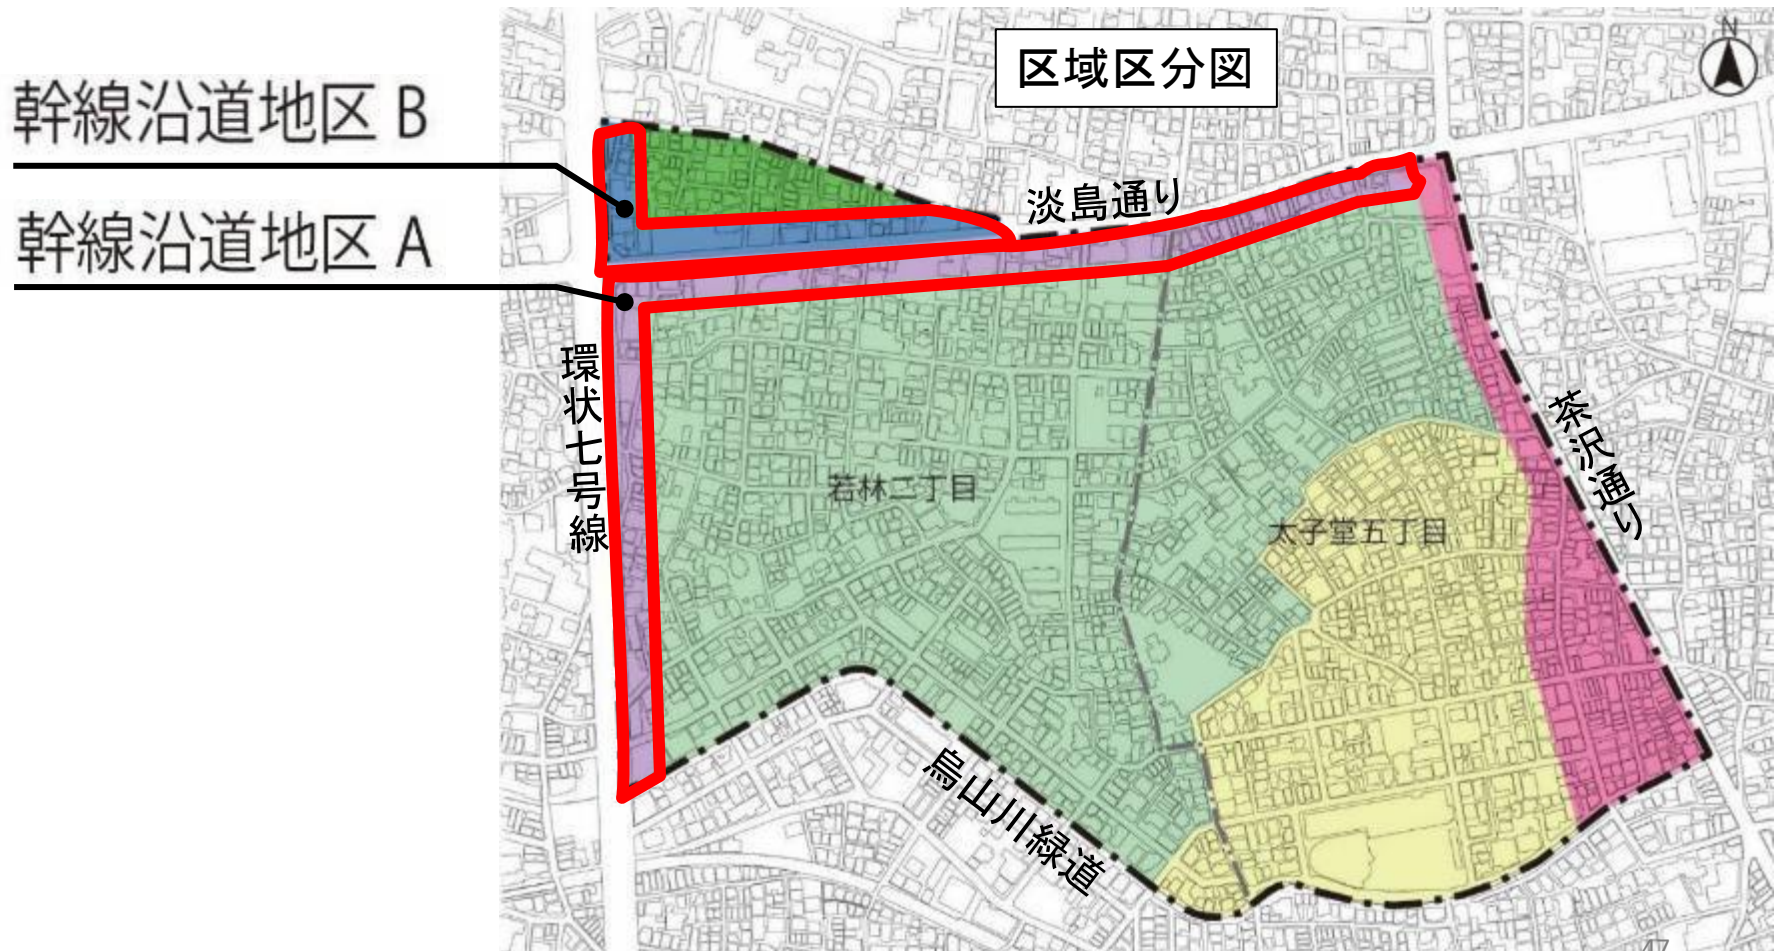 区域区分図
N
幹線沿道地区 B
幹線沿道地区 A
淡島通り
環状七号線
茶沢通り
若林二丁目
太子堂五丁目
烏山川緑道